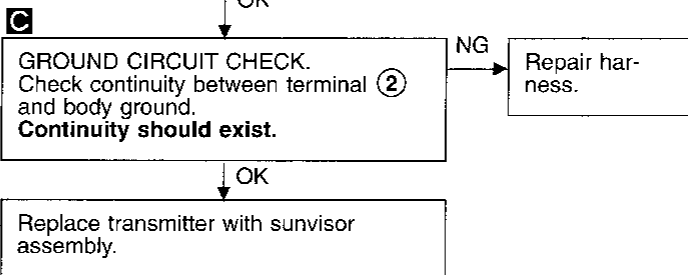 OK
C
GROUND CIRCUIT CHECK.
Check continuity between terminal ②
and body ground.
Continuity should exist.
NG
Repair har-
ness.
OK
Replace transmitter with sunvisor
assembly.